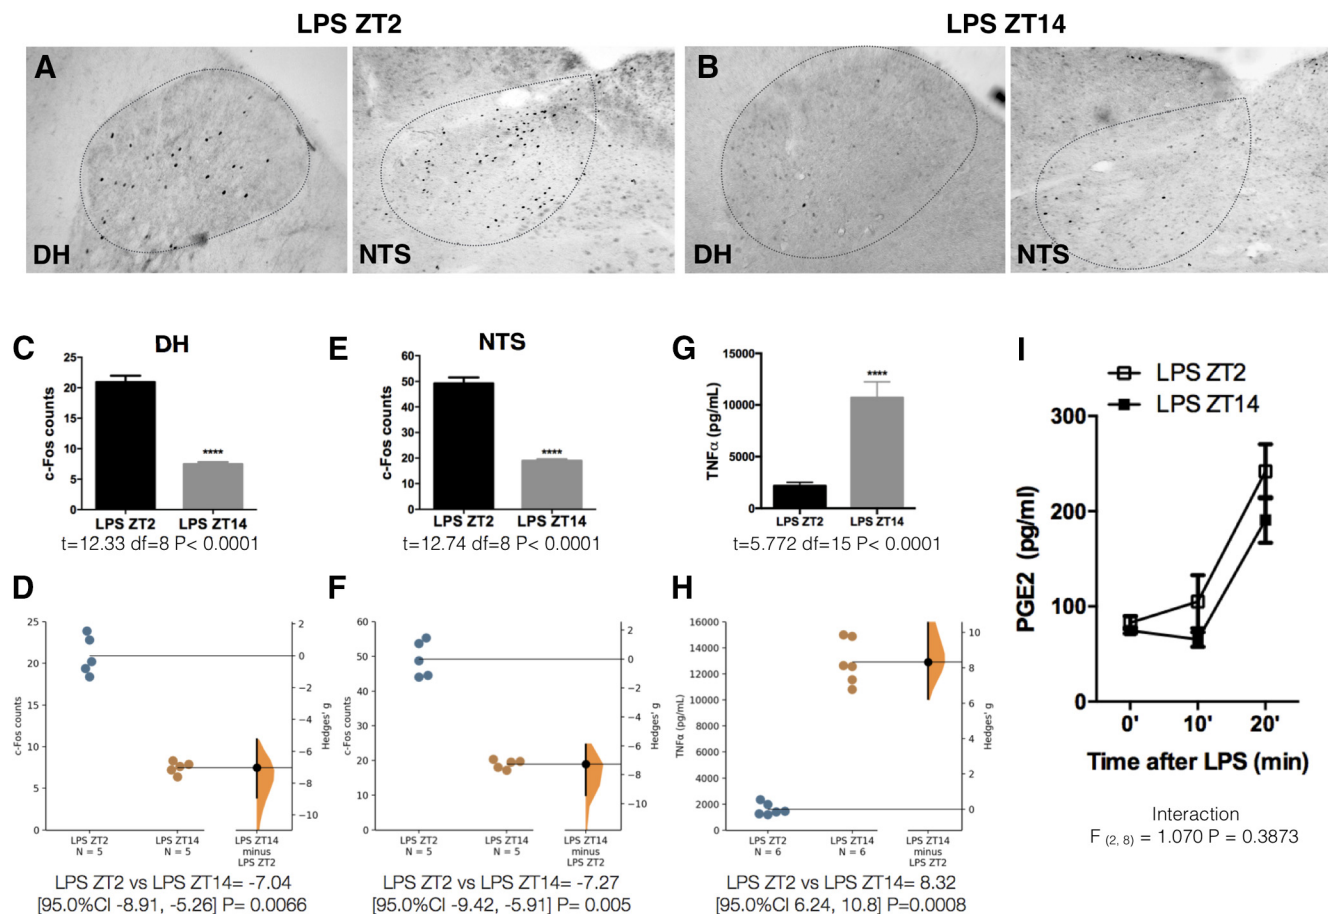 LPS ZT2
LPS ZT14
A
DH
NTS
B
DH
NTS
C
DH
c-Fos counts
25
20
15
10
5
0
****
LPS ZT2
LPS ZT14
t=12.33 df=8 P< 0.0001
E
NTS
c-Fos counts
60
50
40
30
20
10
0
****
LPS ZT2
LPS ZT14
t=12.74 df=8 P< 0.0001
G
TNFα (pg/mL)
15000
10000
5000
0
****
LPS ZT2
LPS ZT14
t=5.772 df=15 P< 0.0001
I
LPS ZT2
LPS ZT14
PGE2 (pg/ml)
300
200
100
0
0'
10'
20'
Time after LPS (min)
Interaction
F (2, 8) = 1.070 P = 0.3873
D
c-Fos counts
25
20
15
10
5
0
2
0
−2
−4
−6
−8
−10
Hedges' g
LPS ZT2
N = 5
LPS ZT14
N = 5
LPS ZT14
minus
LPS ZT2
LPS ZT2 vs LPS ZT14= -7.04
[95.0%CI -8.91, -5.26] P= 0.0066
F
c-Fos counts
60
50
40
30
20
10
0
2
0
−2
−4
−6
−8
−10
Hedges' g
LPS ZT2
N = 5
LPS ZT14
N = 5
LPS ZT14
minus
LPS ZT2
LPS ZT2 vs LPS ZT14= -7.27
[95.0%CI -9.42, -5.91] P= 0.005
H
TNFα (pg/mL)
16000
14000
12000
10000
8000
6000
4000
2000
0
10
8
6
4
2
0
Hedges' g
LPS ZT2
N = 6
LPS ZT14
N = 6
LPS ZT14
minus
LPS ZT2
LPS ZT2 vs LPS ZT14= 8.32
[95.0%CI 6.24, 10.8] P=0.0008